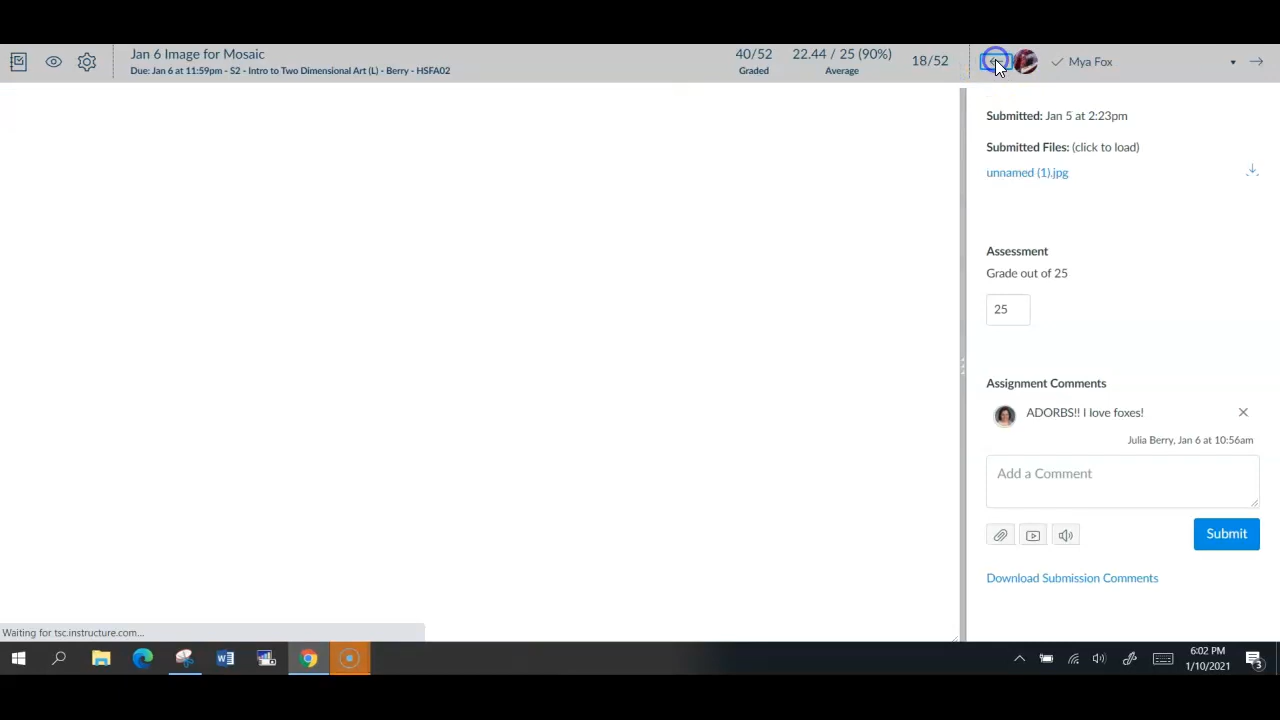 Jan 6 Image for Mosaic
Due: Jan 6 at 11:59pm - S2 - Intro to Two Dimensional Art (L) - Berry - HSFA02
40/52
Graded
22.44 / 25 (90%)
Average
18/52
Mya Fox
Submitted: Jan 5 at 2:23pm
Submitted Files: (click to load)
unnamed (1).jpg
Assessment
Grade out of 25
25
Assignment Comments
ADORBS!! I love foxes!
Julia Berry, Jan 6 at 10:56am
Add a Comment
Submit
Download Submission Comments
Waiting for tsc.instructure.com...
6:02 PM
1/10/2021
3